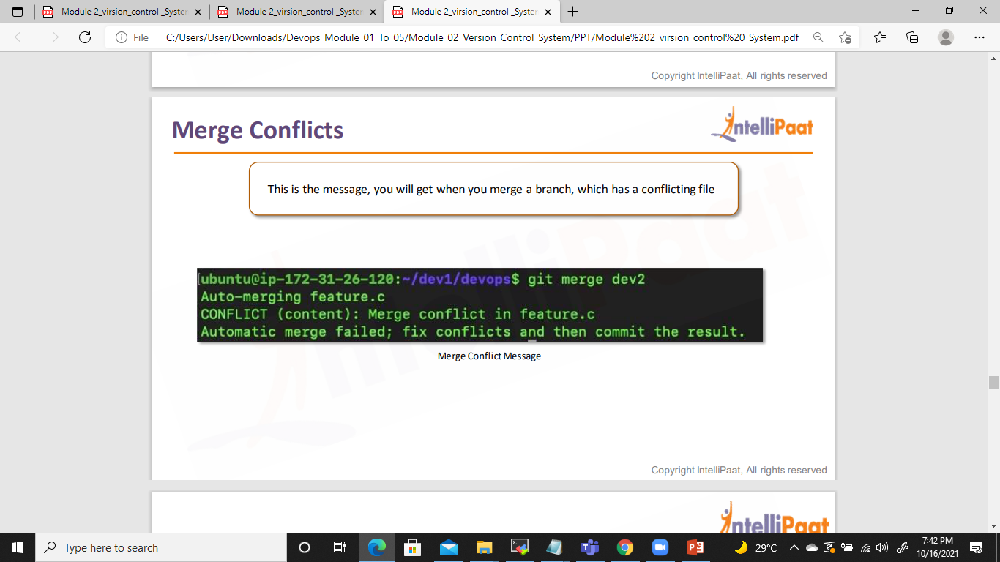 Module 2_virsion_control _Syster
Module 2_virsion_control _Syster
Module 2_virsion_control _Syster
File
C:/Users/User/Downloads/Devops_Module_01_To_05/Module_02_Version_Control_System/PPT/Module%202_virsion_control%20_System.pdf
Copyright IntelliPaat, All rights reserved
Merge Conflicts
IntelliPaat
This is the message, you will get when you merge a branch, which has a conflicting file
ubuntu@ip-172-31-26-120:~/dev1/devops$ git merge dev2
Auto-merging feature.c
CONFLICT (content): Merge conflict in feature.c
Automatic merge failed; fix conflicts and then commit the result.
Merge Conflict Message
Copyright IntelliPaat, All rights reserved
IntelliPaat
Type here to search
29°C
7:42 PM
10/16/2021